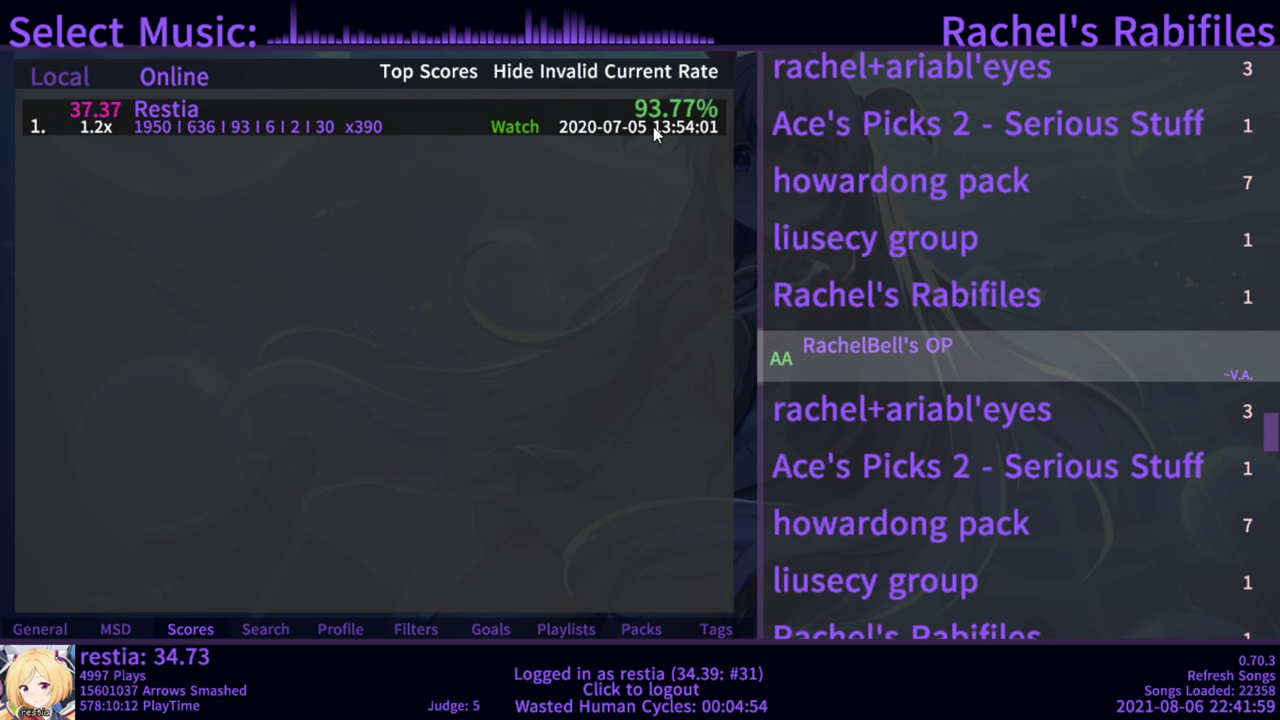 Select Music:
Rachel's Rabifiles
Local Online Top Scores Hide Invalid Current Rate
37.37 Restia 93.77%
1. 1.2x 1950 | 636 | 93 | 6 | 2 | 30 x390 Watch 2020-07-05 13:54:01
rachel+ariabl'eyes 3
Ace's Picks 2 - Serious Stuff 1
howardong pack 7
liusecy group 1
Rachel's Rabifiles 1
RachelBell's OP
AA
~V.A.
rachel+ariabl'eyes 3
Ace's Picks 2 - Serious Stuff 1
howardong pack 7
liusecy group 1
Rachel's Rabifiles 1
General MSD Scores Search Profile Filters Goals Playlists Packs Tags
restia
restia: 34.73
4997 Plays
15601037 Arrows Smashed
578:10:12 PlayTime
Judge: 5
Logged in as restia (34.39: #31)
Click to logout
Wasted Human Cycles: 00:04:54
0.70.3
Refresh Songs
Songs Loaded: 22358
2021-08-06 22:41:59